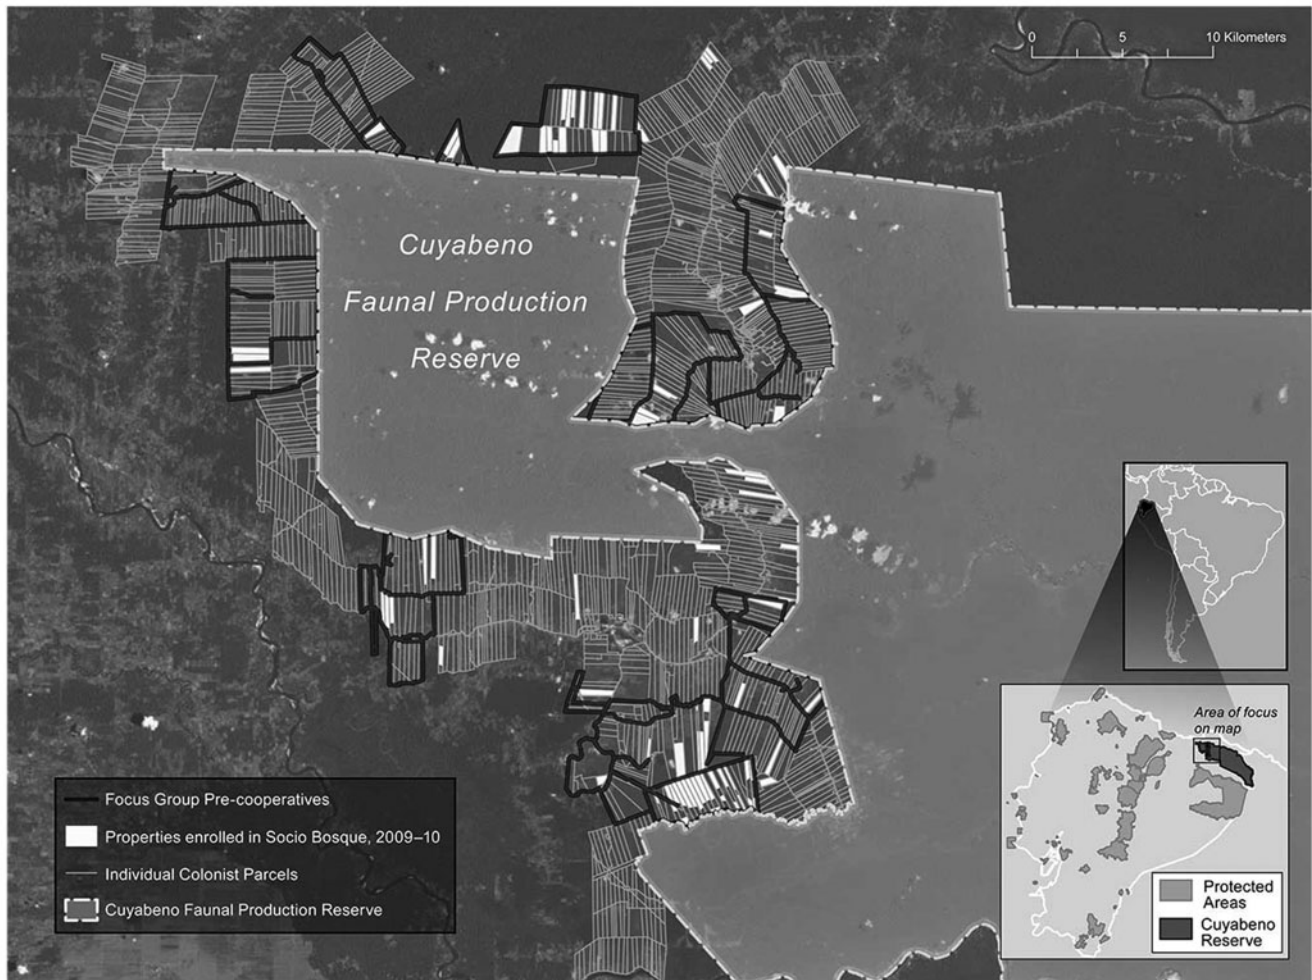 0 5 10 Kilometers
Cuyabeno
Faunal Production
Reserve
Area of focus
on map
Focus Group Pre-cooperatives
Properties enrolled in Socio Bosque, 2009–10
Individual Colonist Parcels
Cuyabeno Faunal Production Reserve
Protected
Areas
Cuyabeno
Reserve